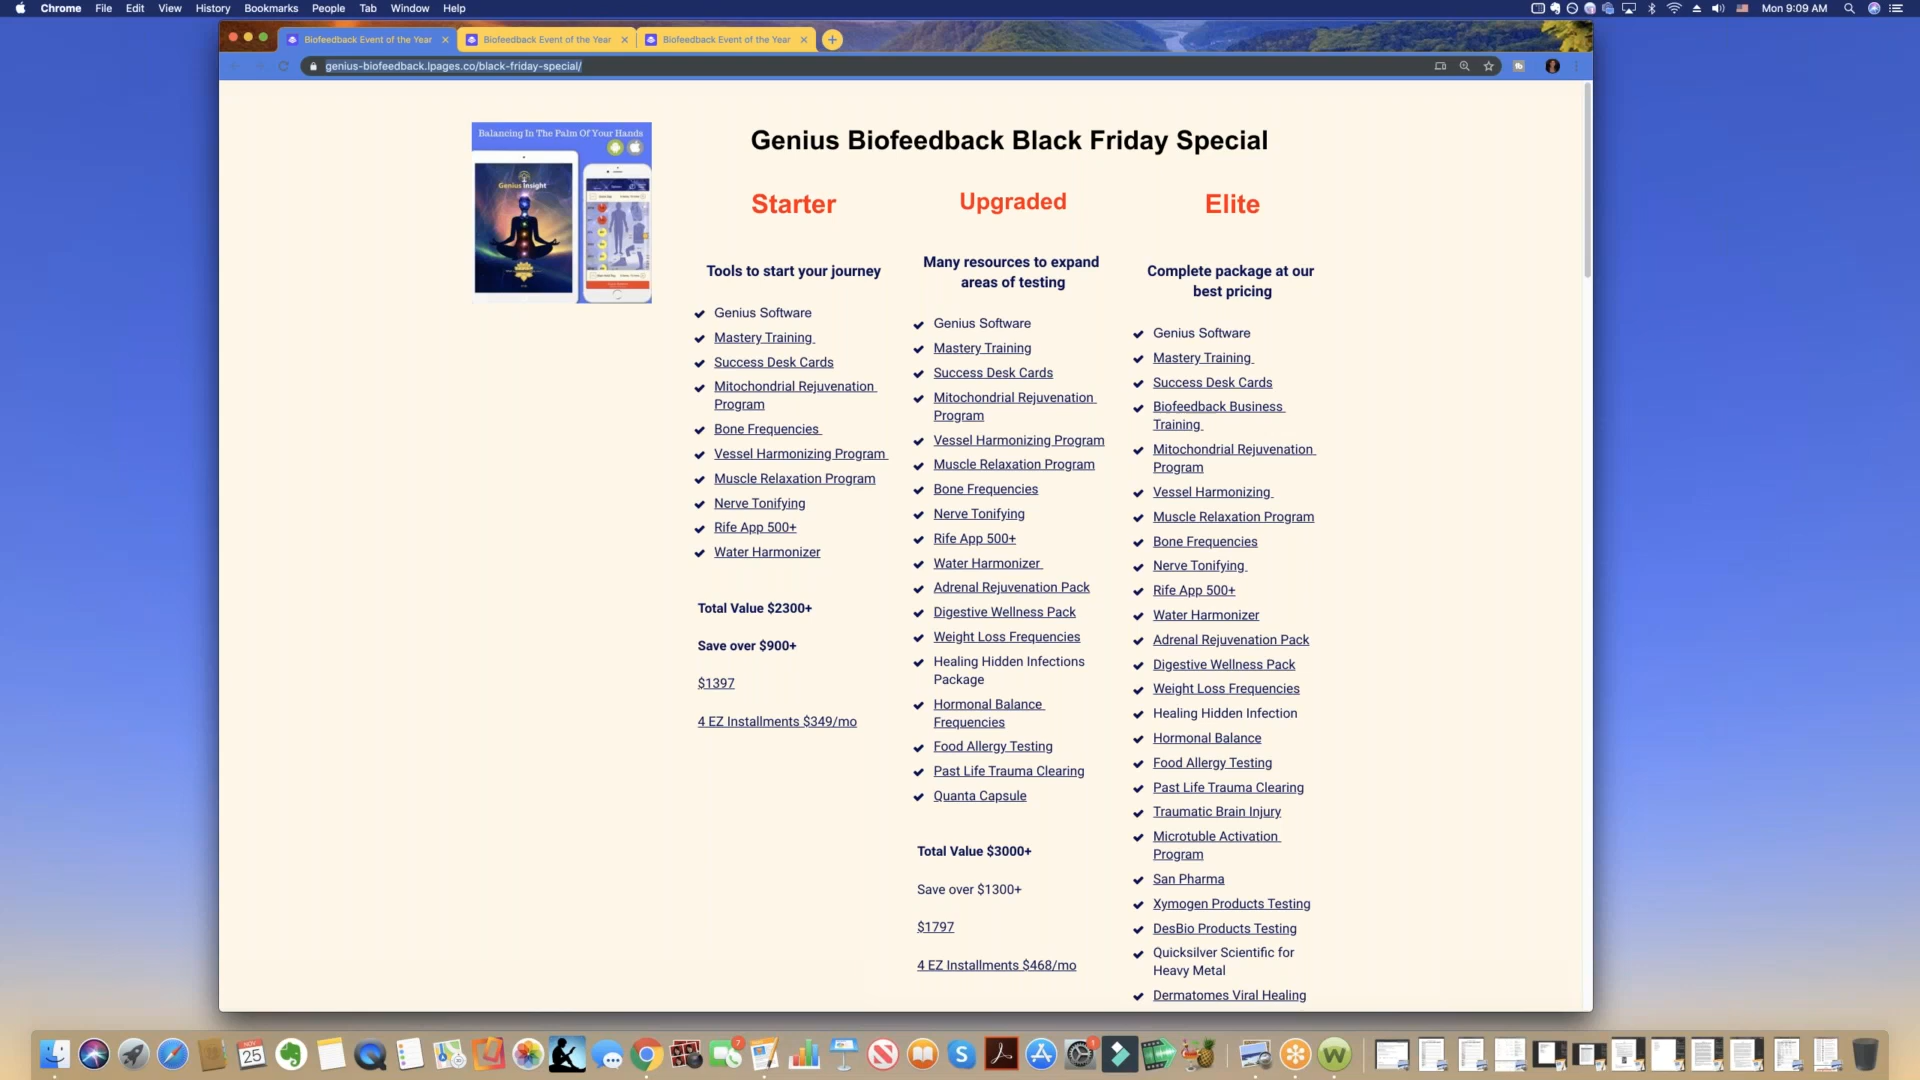 Chrome File Edit View History Bookmarks People Tab Window Help
Mon 9:09 AM
Biofeedback Event of the Year
Biofeedback Event of the Year
Biofeedback Event of the Year
genius-biofeedback.lpages.co/black-friday-special/
Balancing In The Palm Of Your Hands
Genius Insight
Genius Biofeedback Black Friday Special
Starter
Tools to start your journey
Genius Software
Mastery Training
Success Desk Cards
Mitochondrial Rejuvenation
Program
Bone Frequencies
Vessel Harmonizing Program
Muscle Relaxation Program
Nerve Tonifying
Rife App 500+
Water Harmonizer
Total Value $2300+
Save over $900+
$1397
4 EZ Installments $349/mo
Upgraded
Many resources to expand
areas of testing
Genius Software
Mastery Training
Success Desk Cards
Mitochondrial Rejuvenation
Program
Vessel Harmonizing Program
Muscle Relaxation Program
Bone Frequencies
Nerve Tonifying
Rife App 500+
Water Harmonizer
Adrenal Rejuvenation Pack
Digestive Wellness Pack
Weight Loss Frequencies
Healing Hidden Infections
Package
Hormonal Balance
Frequencies
Food Allergy Testing
Past Life Trauma Clearing
Quanta Capsule
Total Value $3000+
Save over $1300+
$1797
4 EZ Installments $468/mo
Elite
Complete package at our
best pricing
Genius Software
Mastery Training
Success Desk Cards
Biofeedback Business
Training
Mitochondrial Rejuvenation
Program
Vessel Harmonizing
Muscle Relaxation Program
Bone Frequencies
Nerve Tonifying
Rife App 500+
Water Harmonizer
Adrenal Rejuvenation Pack
Digestive Wellness Pack
Weight Loss Frequencies
Healing Hidden Infection
Hormonal Balance
Food Allergy Testing
Past Life Trauma Clearing
Traumatic Brain Injury
Microtuble Activation
Program
San Pharma
Xymogen Products Testing
DesBio Products Testing
Quicksilver Scientific for
Heavy Metal
Dermatomes Viral Healing
NOV
25
7
1